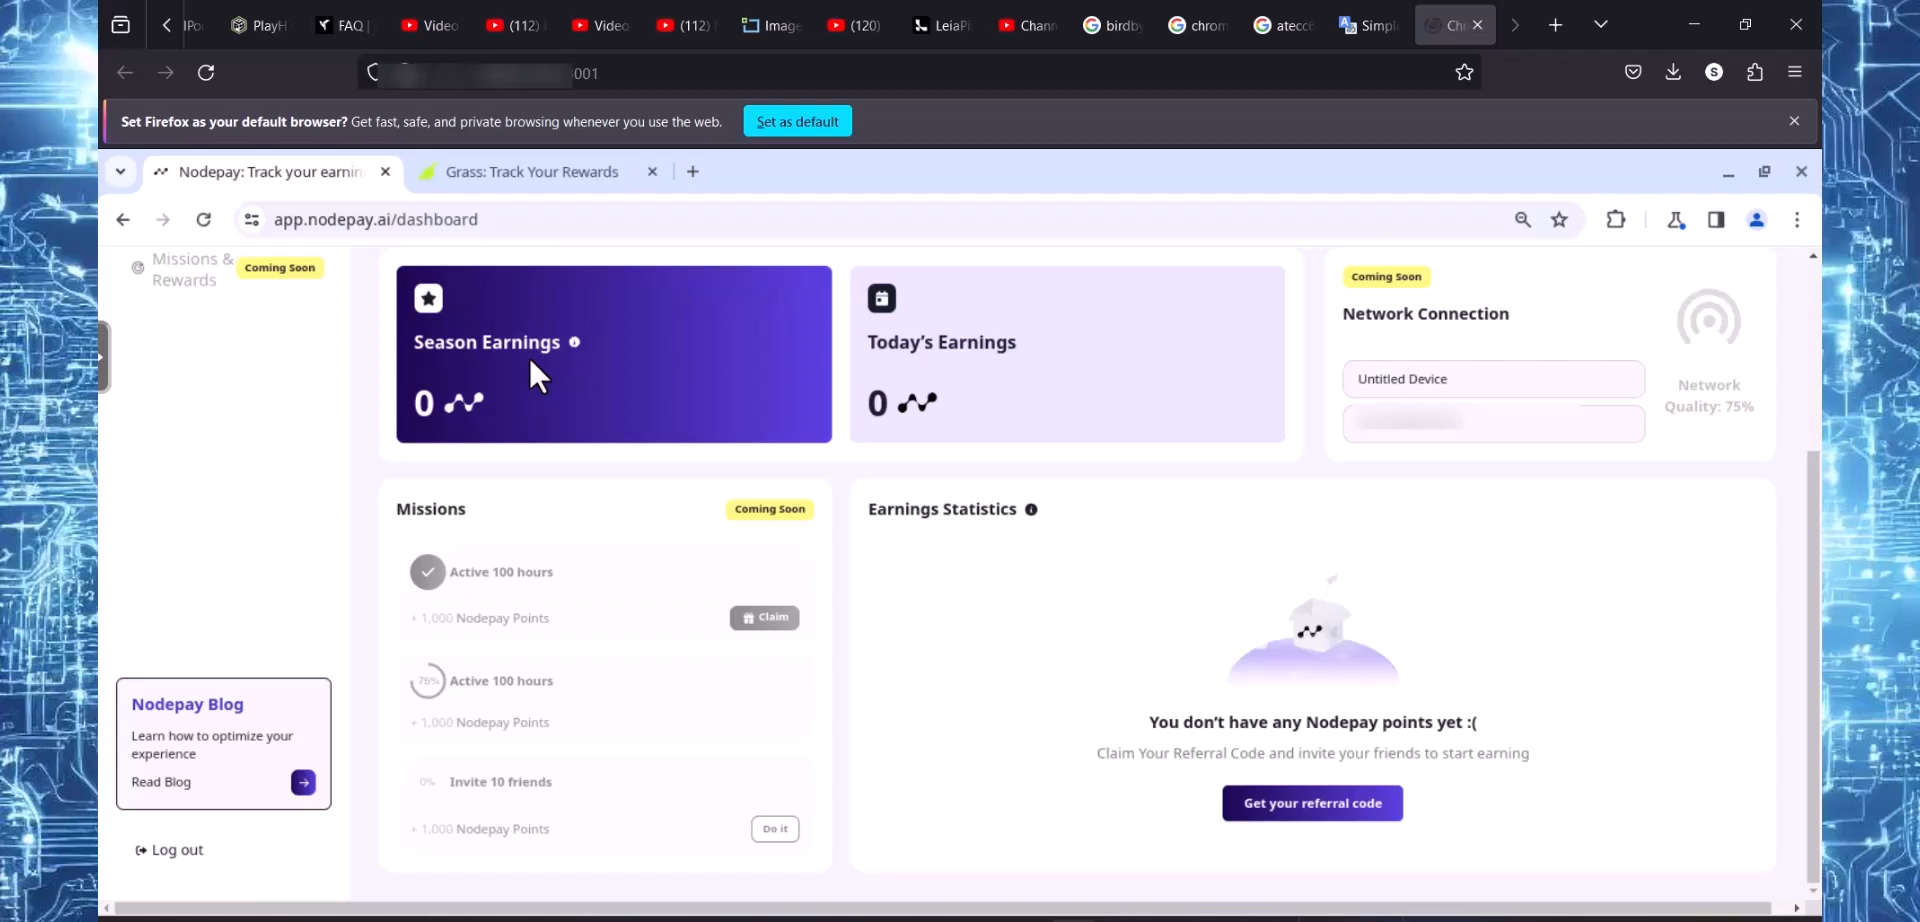 PlayH
FAQ
Video
(112)
Video
(112)
Image
(120)
LeiaPi
Chann
birdby
chrom
atecc
Simple
Ch
001
S
Set Firefox as your default browser? Get fast, safe, and private browsing whenever you use the web.
Set as default
Nodepay: Track your earnin
Grass: Track Your Rewards
app.nodepay.ai/dashboard
Missions &
Rewards
Coming Soon
Season Earnings
0
Today's Earnings
0
Coming Soon
Network Connection
Untitled Device
Network
Quality: 75%
Missions
Coming Soon
Active 100 hours
+ 1,000 Nodepay Points
Claim
75%
Active 100 hours
+ 1,000 Nodepay Points
0%
Invite 10 friends
+ 1,000 Nodepay Points
Do it
Earnings Statistics
You don't have any Nodepay points yet :(
Claim Your Referral Code and invite your friends to start earning
Get your referral code
Nodepay Blog
Learn how to optimize your
experience
Read Blog
Log out